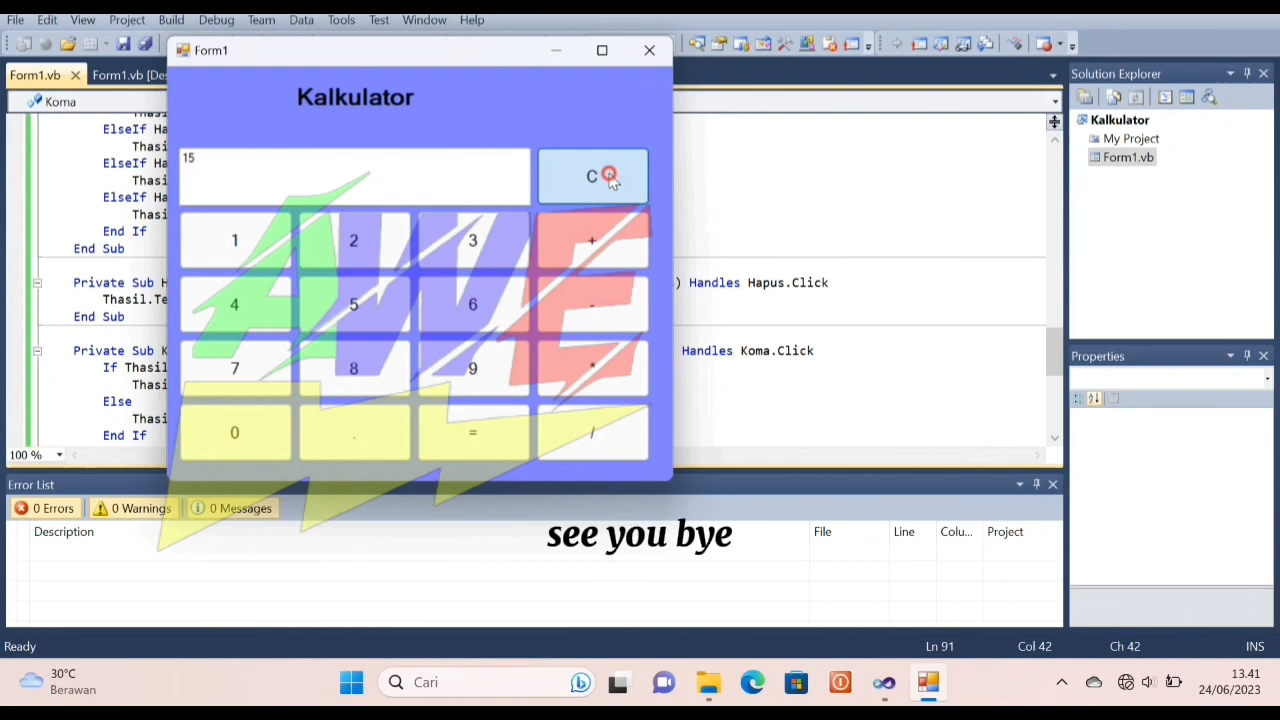 File Edit View Project Build Debug Team Data Tools Test Window Help
Form1
Form1.vb
Form1.vb [De
Koma
Kalkulator
15
C
1 2 3 +
4 5 6 -
7 8 9 *
0 . = /
AWE
ElseIf Ha
Thasi
ElseIf Ha
Thasi
ElseIf Ha
Thasi
End If
End Sub
Private Sub H
) Handles Hapus.Click
Thasil.Te
End Sub
Private Sub K
Handles Koma.Click
If Thasil
Thasi
Else
Thasi
End If
100 %
Solution Explorer
Kalkulator
My Project
Form1.vb
Properties
Error List
0 Errors 0 Warnings 0 Messages
Description File Line Colu... Project
see you bye
Ready Ln 91 Col 42 Ch 42 INS
30°C
Berawan
Cari
13.41
24/06/2023